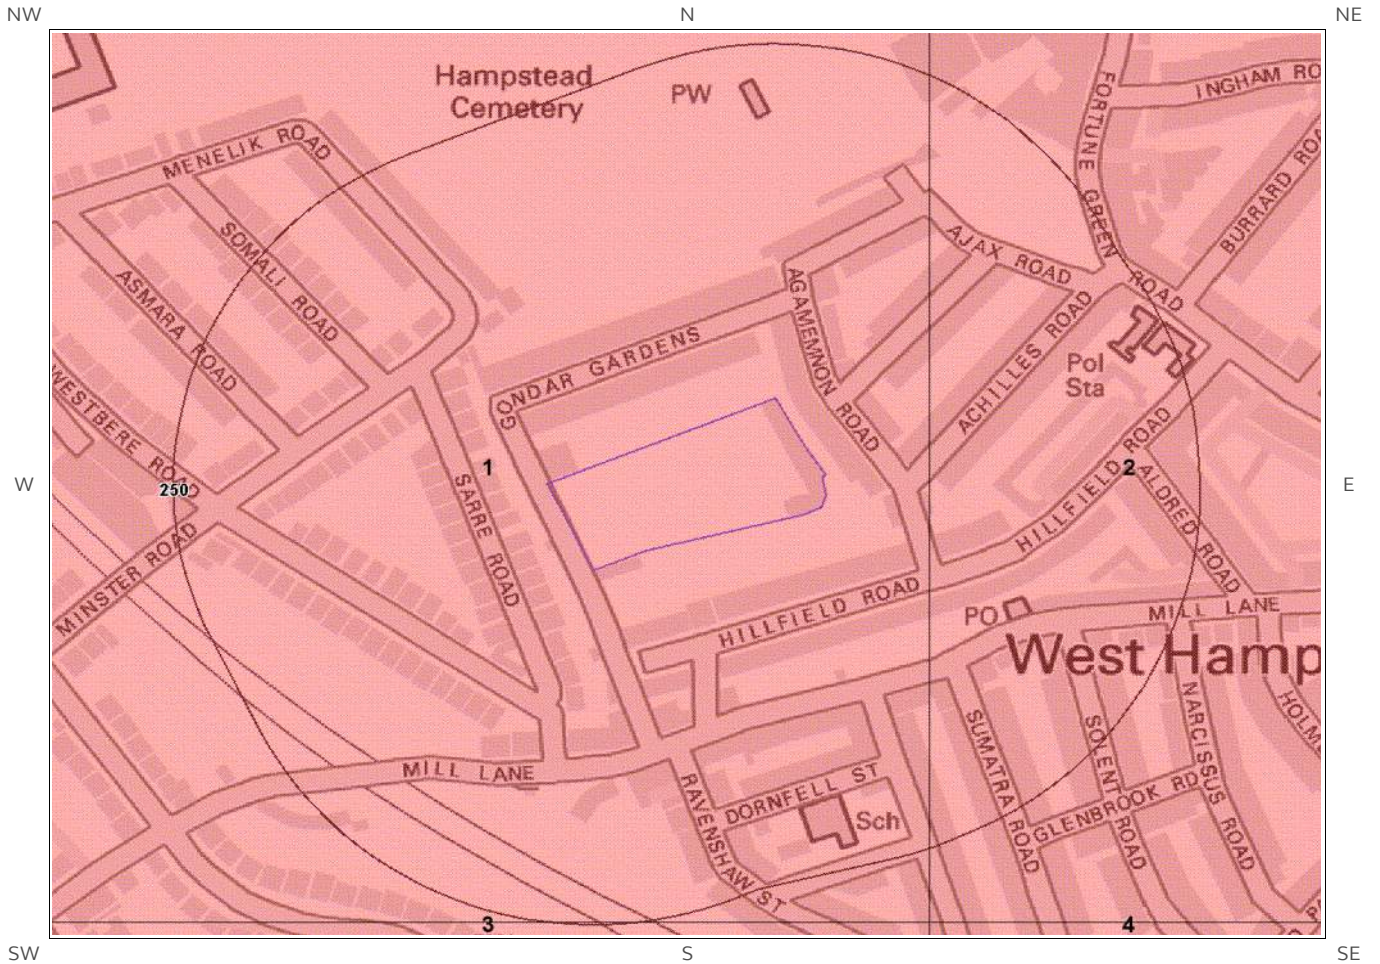 NW
N
NE
Hampstead
Cemetery
PW
FORTUNE GREEN ROAD
INGHAM RO
MENELIK ROAD
SOMALI ROAD
ASMARA ROAD
BURRARD ROA
AJAX ROAD
AGAMEMNON ROAD
GONDAR GARDENS
ACHILLES ROAD
Pol
Sta
WESTBERE ROAD
W
250
1
2
E
SARRE ROAD
HILLFIELD ROAD
ALDRED ROAD
MINSTER ROAD
HILLFIELD ROAD
PO
MILL LANE
West Hamp
SUMATRA ROAD
SOLENT ROAD
NARCISSUS ROAD
HOLM
MILL LANE
RAVENSHAW ST
DORNFELL ST
Sch
GLENBROOK RD
3
4
SW
S
SE